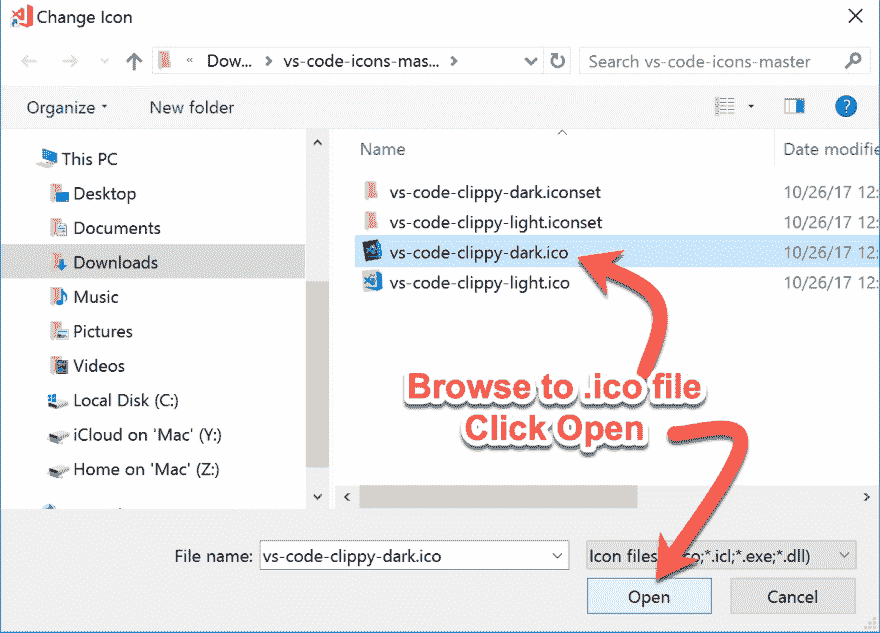 Change Icon
« Dow... > vs-code-icons-mas... >
Search vs-code-icons-master
Organize
New folder
?
Name
Date modifie
This PC
Desktop
Documents
Downloads
Music
Pictures
Videos
Local Disk (C:)
iCloud on 'Mac' (Y:)
Home on 'Mac' (Z:)
vs-code-clippy-dark.iconset
10/26/17 12:
vs-code-clippy-light.iconset
10/26/17 12:
vs-code-clippy-dark.ico
10/26/17 12:
vs-code-clippy-light.ico
10/26/17 12:
Browse to .ico file
Click Open
File name:
vs-code-clippy-dark.ico
Icon files co;*.icl;*.exe;*.dll)
Open
Cancel